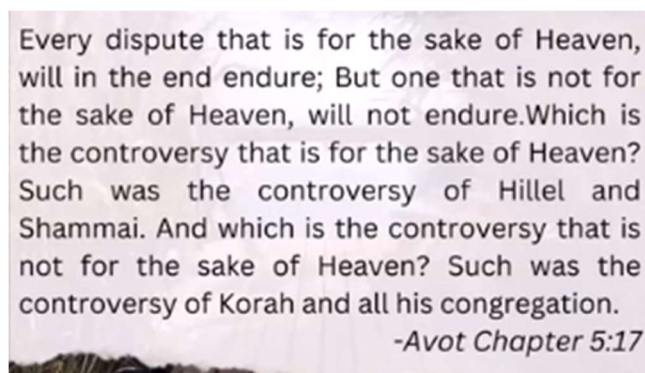 Every dispute that is for the sake of Heaven,
will in the end endure; But one that is not for
the sake of Heaven, will not endure.Which is
the controversy that is for the sake of Heaven?
Such was the controversy of Hillel and
Shammai. And which is the controversy that is
not for the sake of Heaven? Such was the
controversy of Korah and all his congregation.
-Avot Chapter 5:17